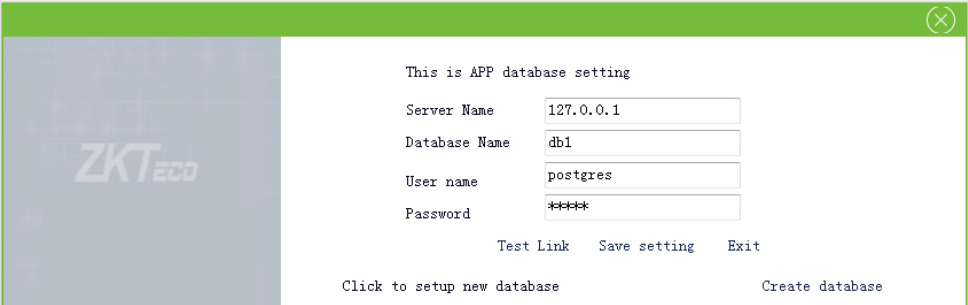 This is APP database setting
Server Name 127.0.0.1
Database Name db1
User name postgres
Password *****
ZKTeco
Test Link Save setting Exit
Click to setup new database Create database